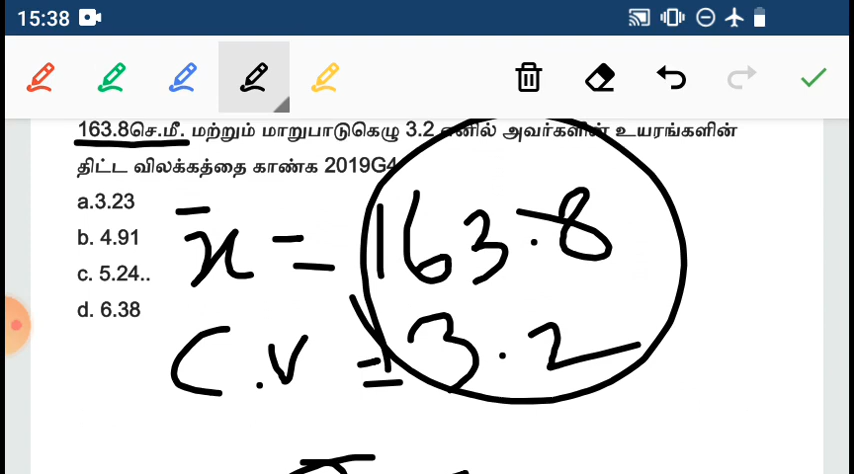 15:38
163.8செ.மீ. மற்றும் மாறுபாடுகெழு 3.2 எனில் அவர்களின் உயரங்களின்
திட்ட விலக்கத்தை காண்க 2019G4
a.3.23
b. 4.91
c. 5.24..
d. 6.38
x̄ = 163.8
C.V = 3.2